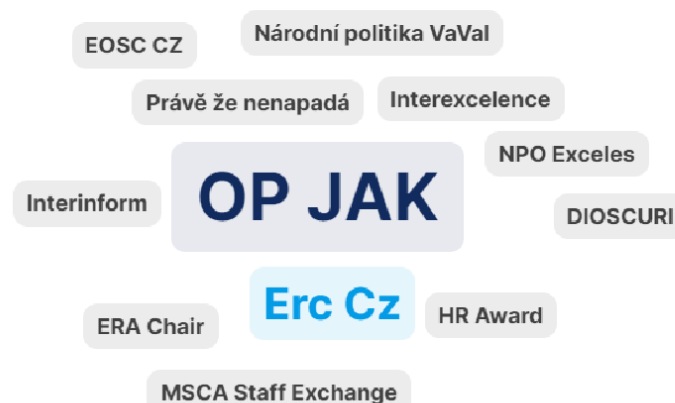 Národní politika VaVal
EOSC CZ
Právě že nenapadá
Interexcelence
NPO Exceles
OP JAK
Interinform
DIOSCURI
Erc Cz
HR Award
ERA Chair
MSCA Staff Exchange